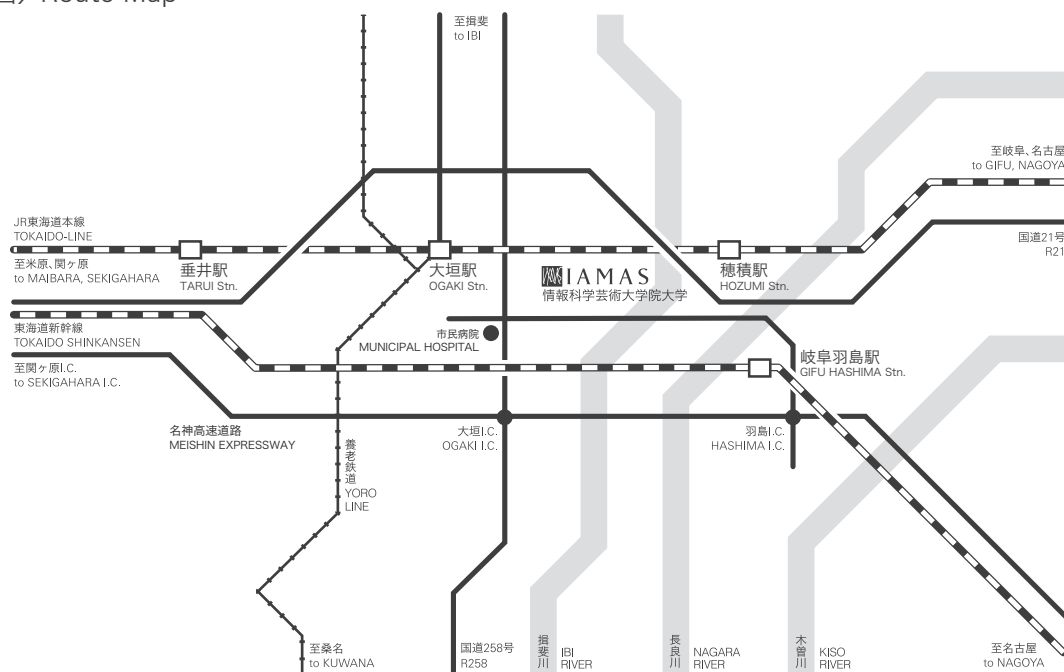 図) Route Map
至揖斐
to IBI
至岐阜、名古屋
to GIFU, NAGOYA
JR東海道本線
TOKAIDO-LINE
至米原、関ヶ原
to MAIBARA, SEKIGAHARA
垂井駅
TARUI Stn.
大垣駅
OGAKI Stn.
IAMAS
情報科学芸術大学院大学
穂積駅
HOZUMI Stn.
国道21号
R21
東海道新幹線
TOKAIDO SHINKANSEN
至関ヶ原I.C.
to SEKIGAHARA I.C.
市民病院
MUNICIPAL HOSPITAL
岐阜羽島駅
GIFU HASHIMA Stn.
名神高速道路
MEISHIN EXPRESSWAY
大垣I.C.
OGAKI I.C.
羽島I.C.
HASHIMA I.C.
養老鉄道
YORO
LINE
至桑名
to KUWANA
国道258号
R258
揖斐川
IBI
RIVER
長良川
NAGARA
RIVER
木曽川
KISO
RIVER
至名古屋
to NAGOYA